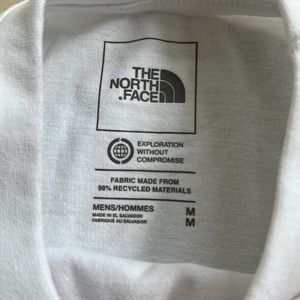 THE
NORTH
FACE
EXPLORATION
WITHOUT
COMPROMISE
FABRIC MADE FROM
98% RECYCLED MATERIALS
MENS/HOMMES M
MADE IN EL SALVADOR
FABRIQUÉ AU SALVADOR M